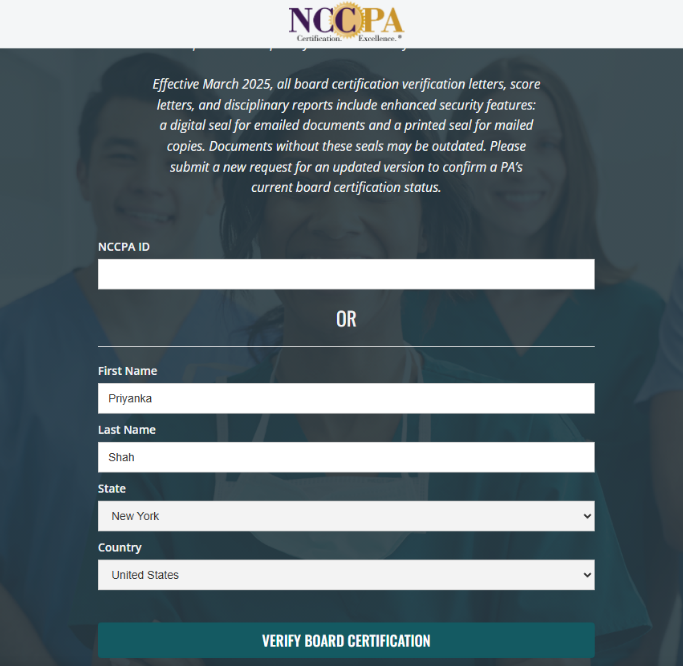 NCCPA
Certification. Excellence.®
Effective March 2025, all board certification verification letters, score
letters, and disciplinary reports include enhanced security features:
a digital seal for emailed documents and a printed seal for mailed
copies. Documents without these seals may be outdated. Please
submit a new request for an updated version to confirm a PA's
current board certification status.
NCCPA ID
OR
First Name
Priyanka
Last Name
Shah
State
New York
Country
United States
VERIFY BOARD CERTIFICATION